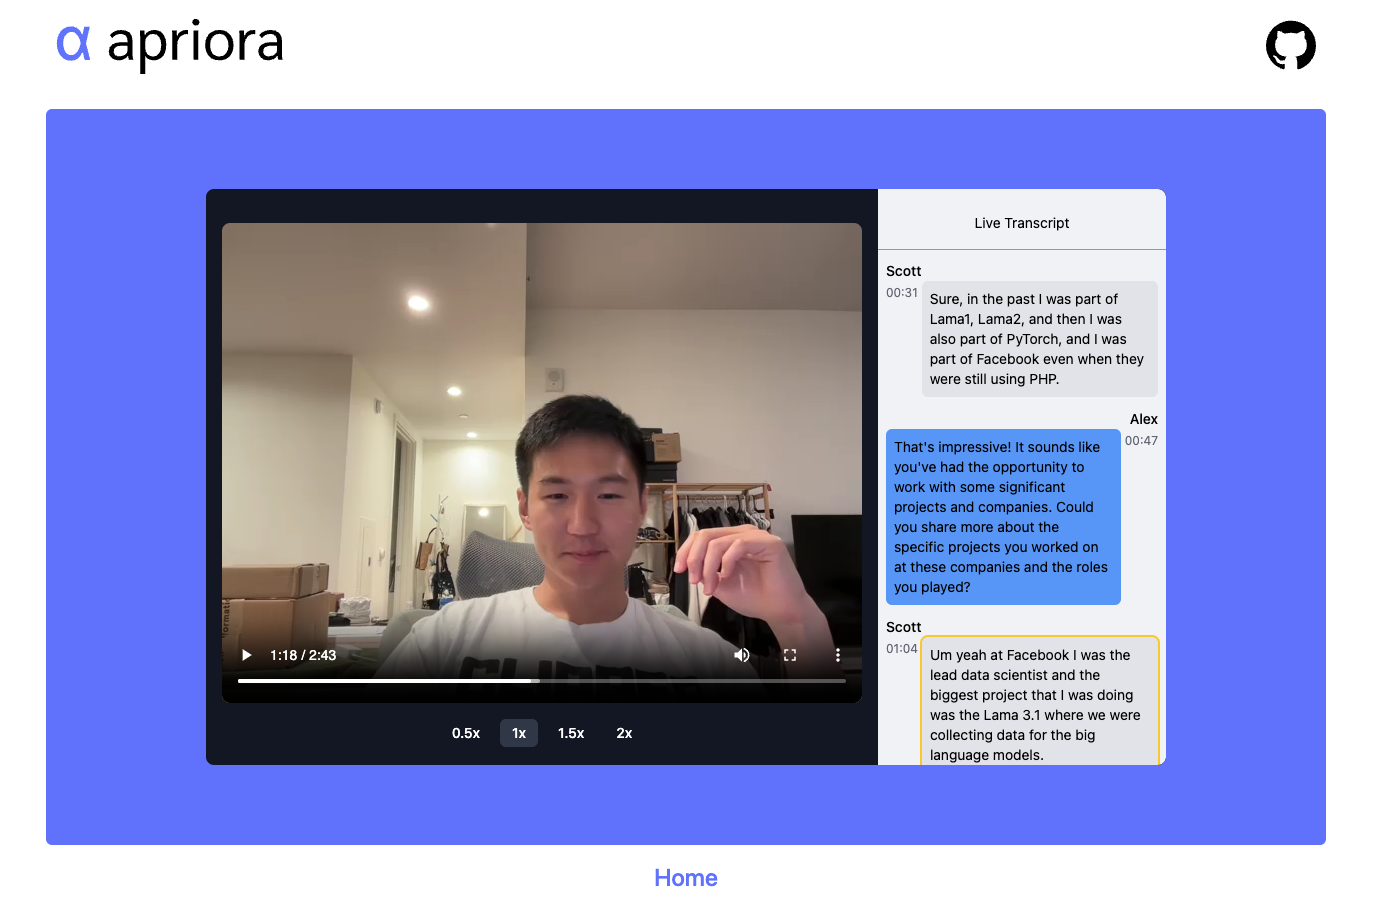 α apriora
Live Transcript
Scott
00:31
Sure, in the past I was part of
Lama1, Lama2, and then I was
also part of PyTorch, and I was
part of Facebook even when they
were still using PHP.
Alex
00:47
That's impressive! It sounds like
you've had the opportunity to
work with some significant
projects and companies. Could
you share more about the
specific projects you worked on
at these companies and the roles
you played?
Scott
01:04
Um yeah at Facebook I was the
lead data scientist and the
biggest project that I was doing
was the Lama 3.1 where we were
collecting data for the big
language models.
1:18 / 2:43
0.5x 1x 1.5x 2x
Home